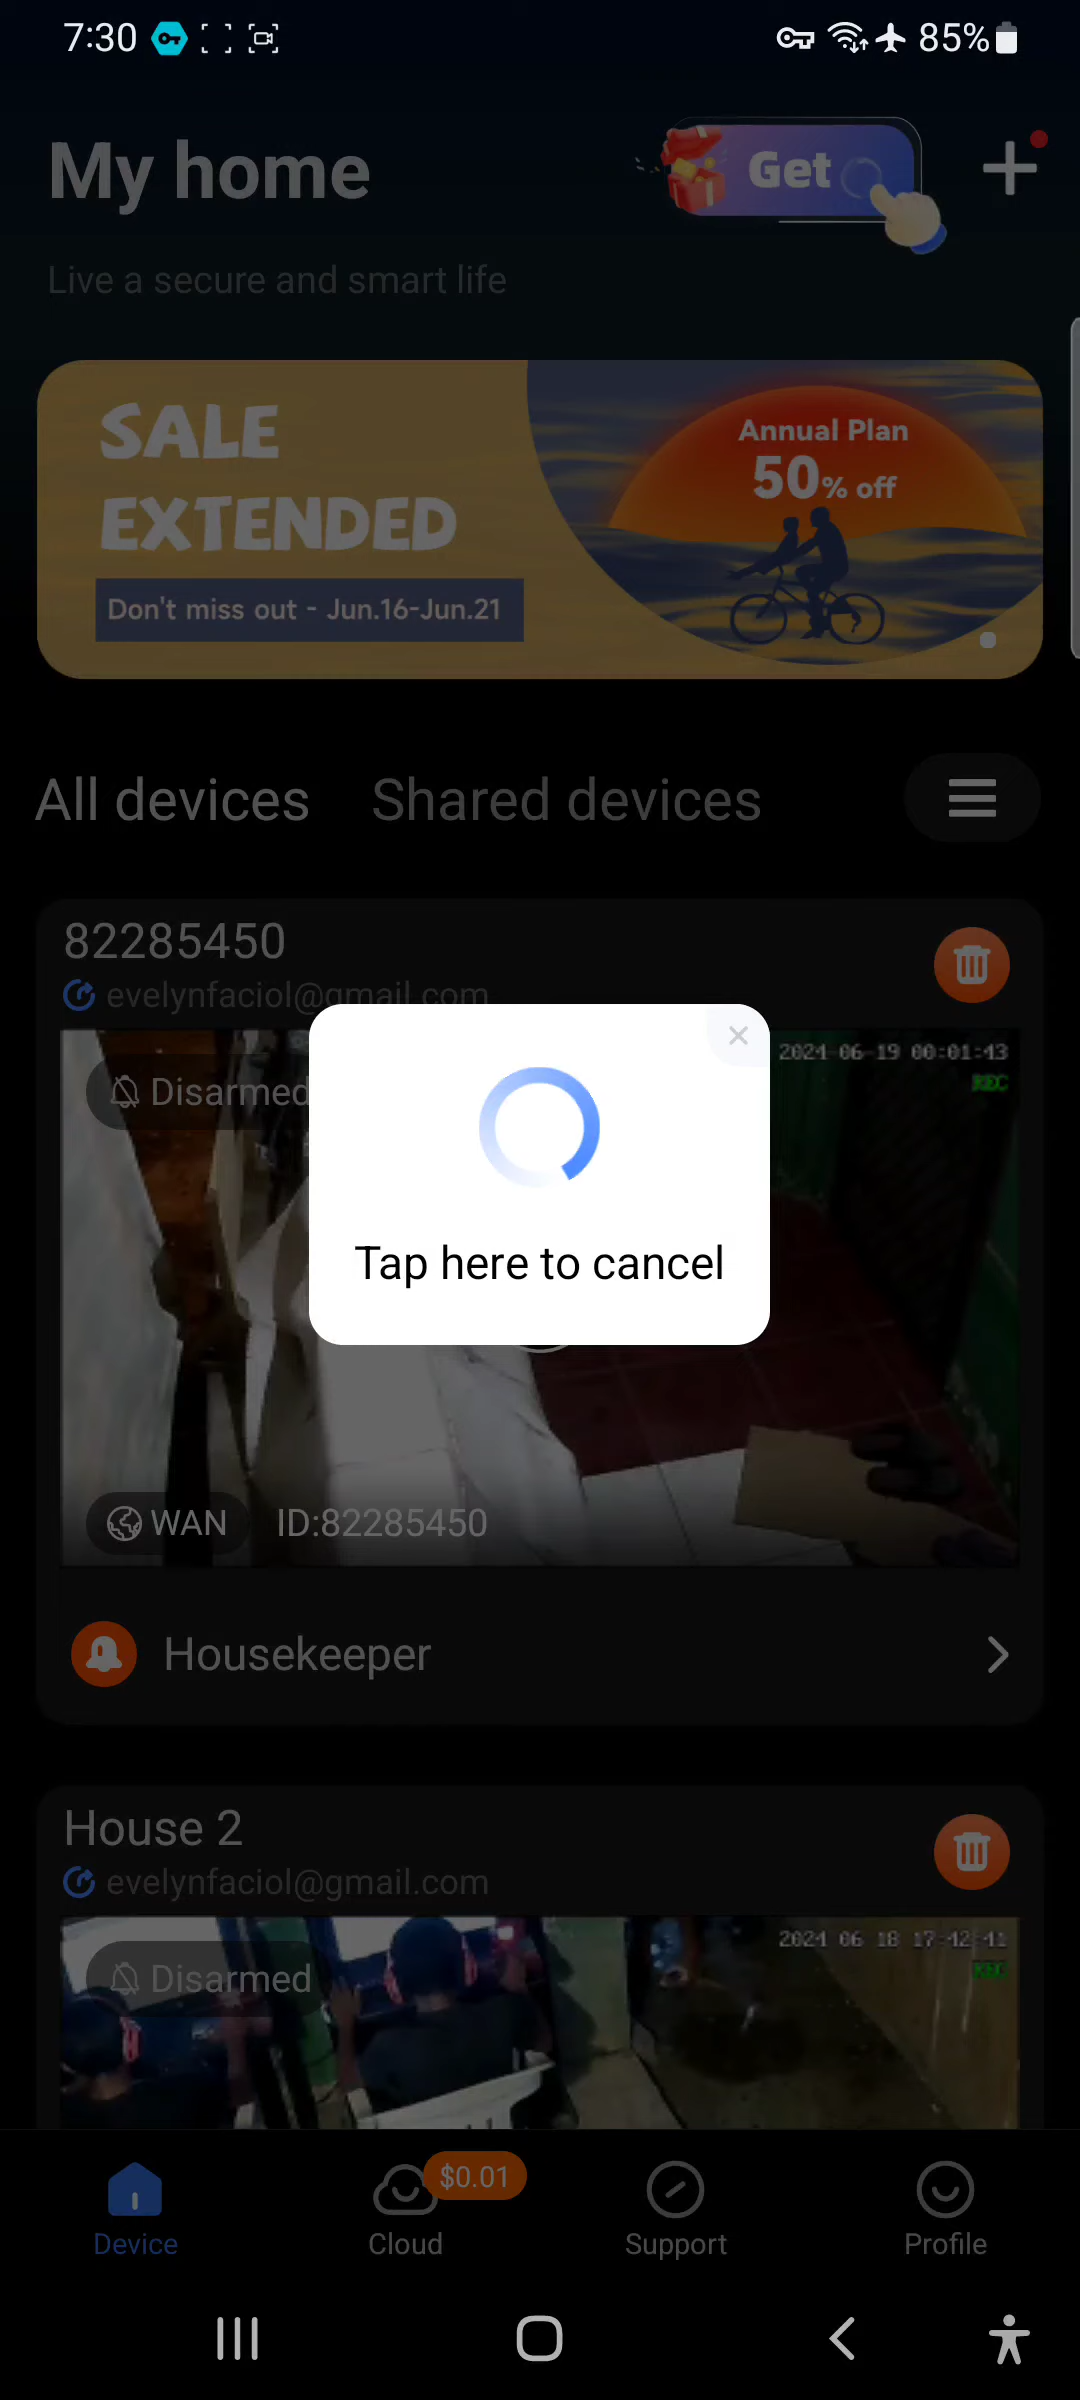 7:30
85%
My home
Get
Live a secure and smart life
SALE
EXTENDED
Don't miss out - Jun.16-Jun.21
Annual Plan
50% off
All devices
Shared devices
82285450
evelynfaciol@gmail.com
Disarmed
2024-06-19 00:01:43
REC
Tap here to cancel
WAN
ID:82285450
Housekeeper
House 2
evelynfaciol@gmail.com
Disarmed
2024-06-18 17:42:41
REC
$0.01
Device
Cloud
Support
Profile